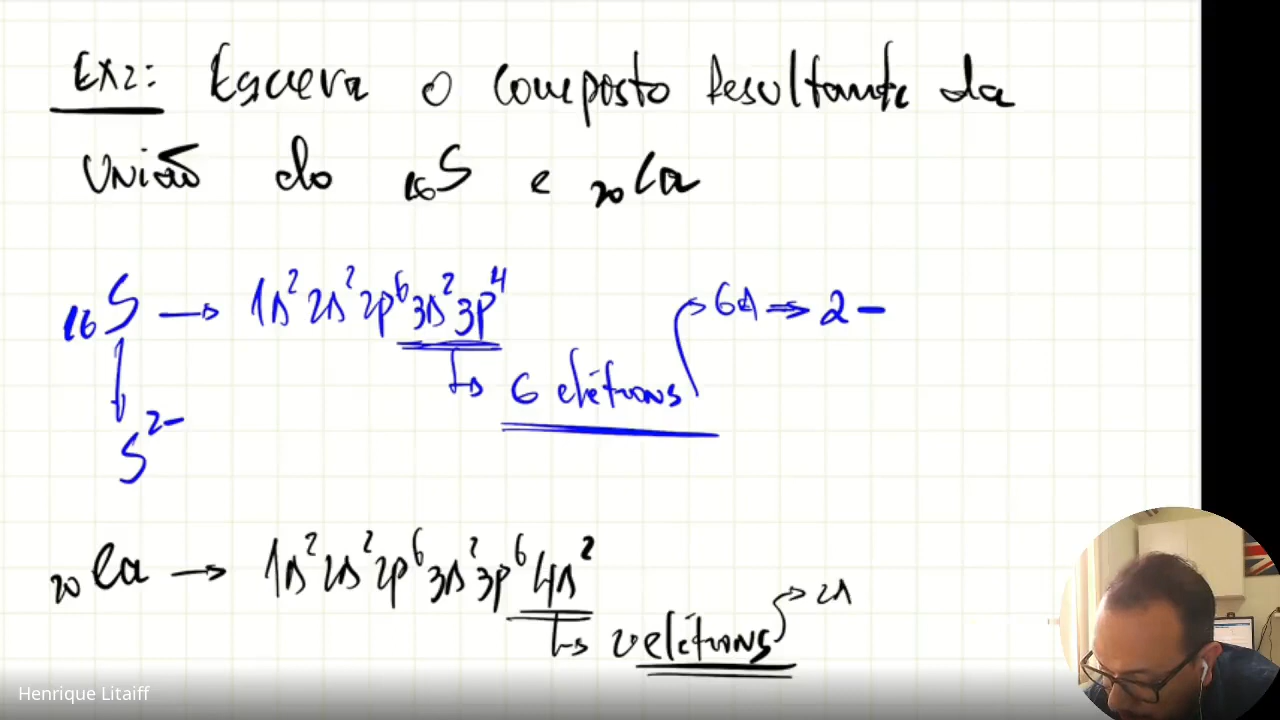 Ex2: Escreva o composto resultante da
União do ₁₆S e ₂₀Ca
₁₆S → 1s² 2s² 2p⁶ 3s² 3p⁴
6A ⇒ 2-
↳ 6 elétrons
S²⁻
₂₀Ca → 1s² 2s² 2p⁶ 3s² 3p⁶ 4s²
→ 2A
↳ 2 elétrons
Henrique Litaiff